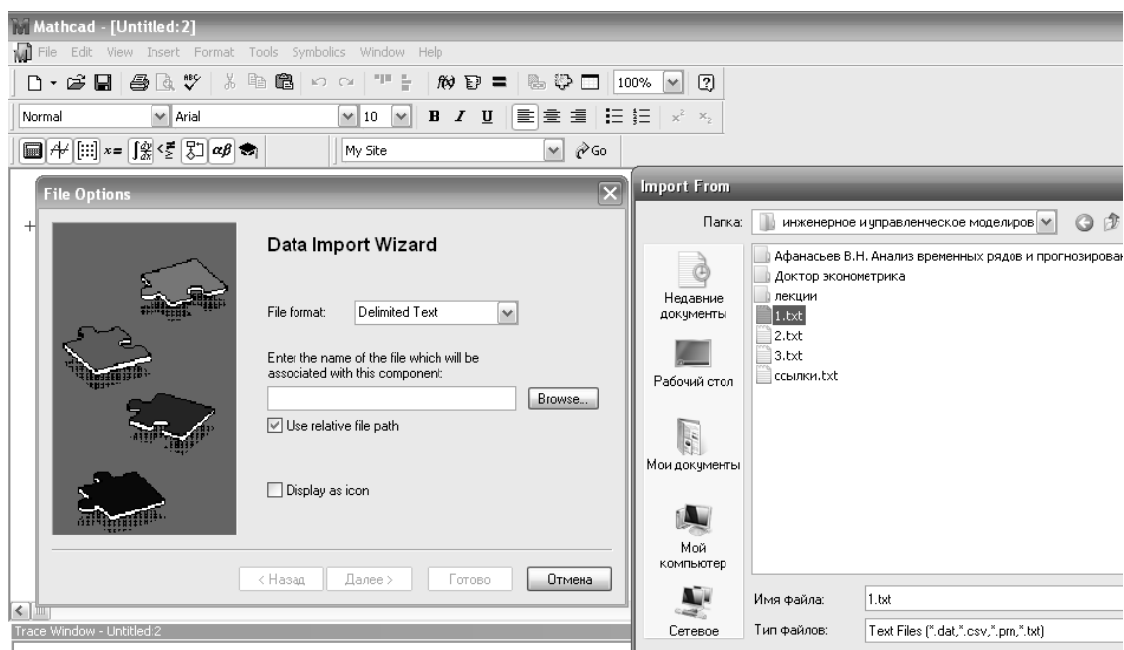 Mathcad - [Untitled:2]
File Edit View Insert Format Tools Symbolics Window Help
100%
Normal Arial 10 B I U x² x₂
x= αβ My Site Go
File Options
Data Import Wizard
File format: Delimited Text
Enter the name of the file which will be
associated with this component:
Browse...
Use relative file path
Display as icon
< Назад Далее > Готово Отмена
Trace Window - Untitled:2
Import From
Папка: инженерное и управленческое моделиров
Недавние
документы
Рабочий стол
Мои документы
Мой
компьютер
Сетевое
Афанасьев В.Н. Анализ временных рядов и прогнозирован
Доктор эконометрика
лекции
1.txt
2.txt
3.txt
ссылки.txt
Имя файла: 1.txt
Тип файлов: Text Files (*.dat,*.csv,*.prn,*.txt)